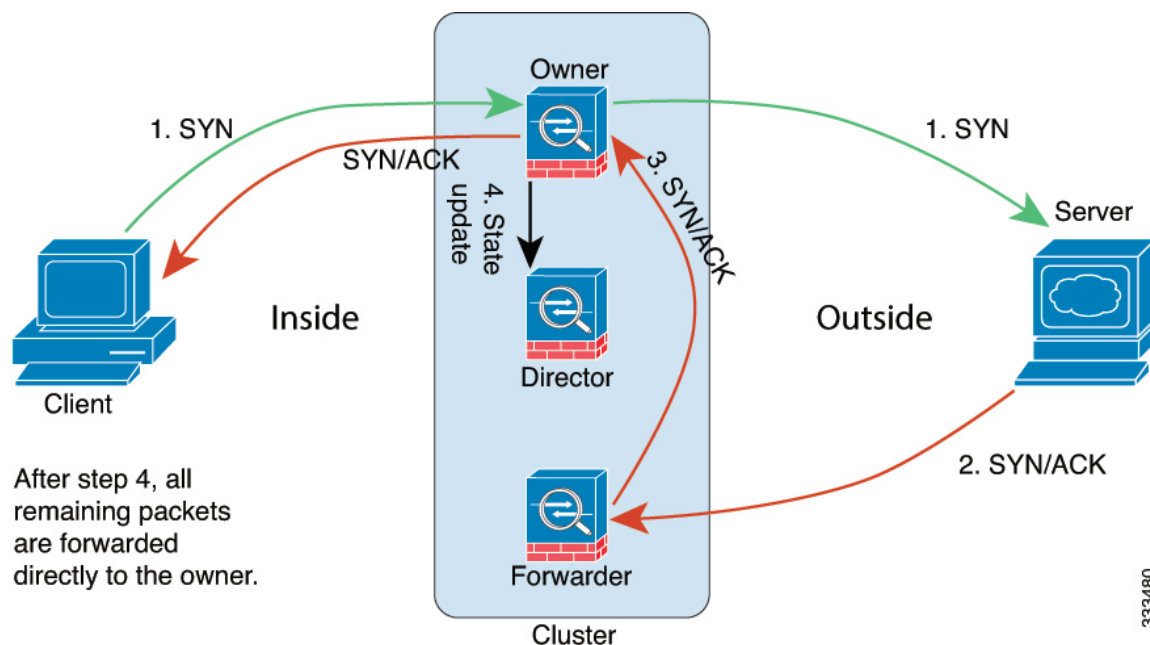 Owner
1. SYN
1. SYN
SYN/ACK
3. SYN/ACK
4. State
update
Server
Inside
Outside
Director
Client
2. SYN/ACK
After step 4, all
remaining packets
are forwarded
directly to the owner.
Forwarder
Cluster
333480